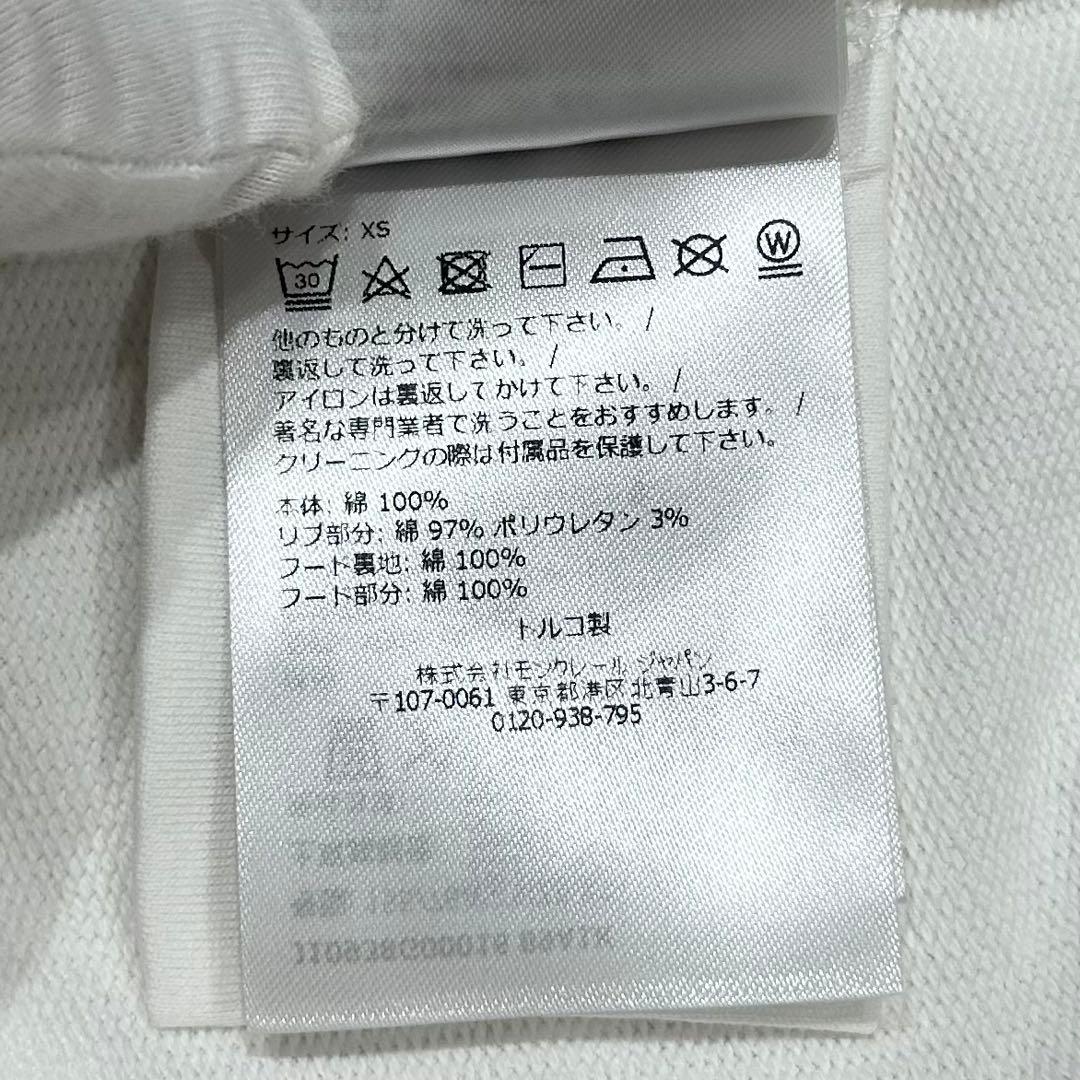 サイズ: XS
30
W
他のものと分けて洗って下さい。 /
裏返して洗って下さい。 /
アイロンは裏返してかけて下さい。 /
著名な専門業者で洗うことをおすすめします。 /
クリーニングの際は付属品を保護して下さい。
本体: 綿 100%
リブ部分: 綿 97% ポリウレタン 3%
フード裏地: 綿 100%
フード部分: 綿 100%
トルコ製
株式会社モンクレール ジャパン
〒107-0061 東京都港区北青山3-6-7
0120-938-795